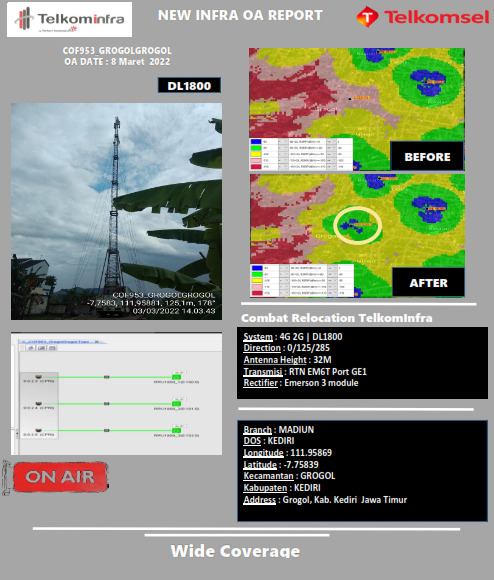 Telkominfra
NEW INFRA OA REPORT
Telkomsel
COF953_GROGOLGROGOL
OA DATE : 8 Maret 2022
DL1800
COF953_GROGOLGROGOL
-7,7583, 111,95881, 125,1m, 178°
03/03/2022 14.03.43
BEFORE
AFTER
Combat Relocation TelkomInfra
System : 4G 2G | DL1800
Direction : 0/125/285
Antenna Height : 32M
Transmisi : RTN EM6T Port GE1
Rectifier : Emerson 3 module
ON AIR
Branch : MADIUN
DOS : KEDIRI
Longitude : 111.95869
Latitude : -7.75839
Kecamantan : GROGOL
Kabupaten : KEDIRI
Address : Grogol, Kab. Kediri Jawa Timur
Wide Coverage